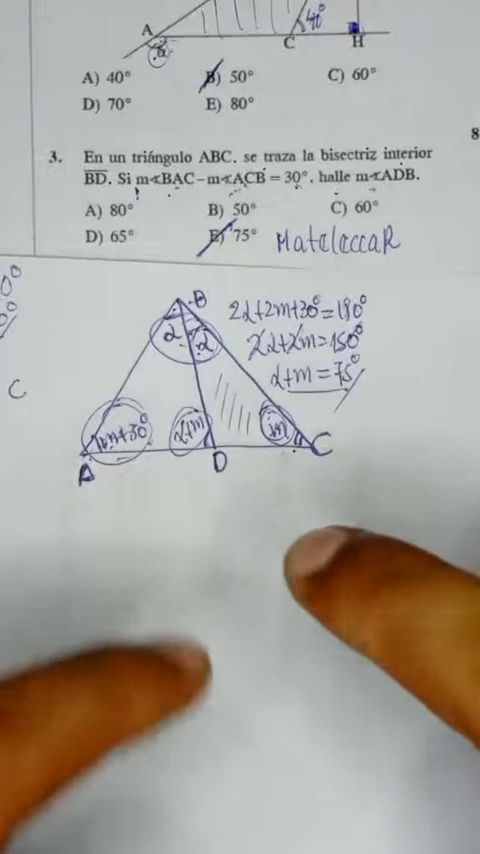 40°
A
C
H
A) 40°
B) 50°
C) 60°
D) 70°
E) 80°
8
3. En un triángulo ABC, se traza la bisectriz interior
BD. Si m∢BAC – m∢ACB = 30°, halle m∢ADB.
A) 80°
B) 50°
C) 60°
D) 65°
E) 75°
MateleccaR
B
2α+2m+30°=180°
2α+2m=150°
α+m=75°
α
α
C
m+30°
α+m
m
A
D
C